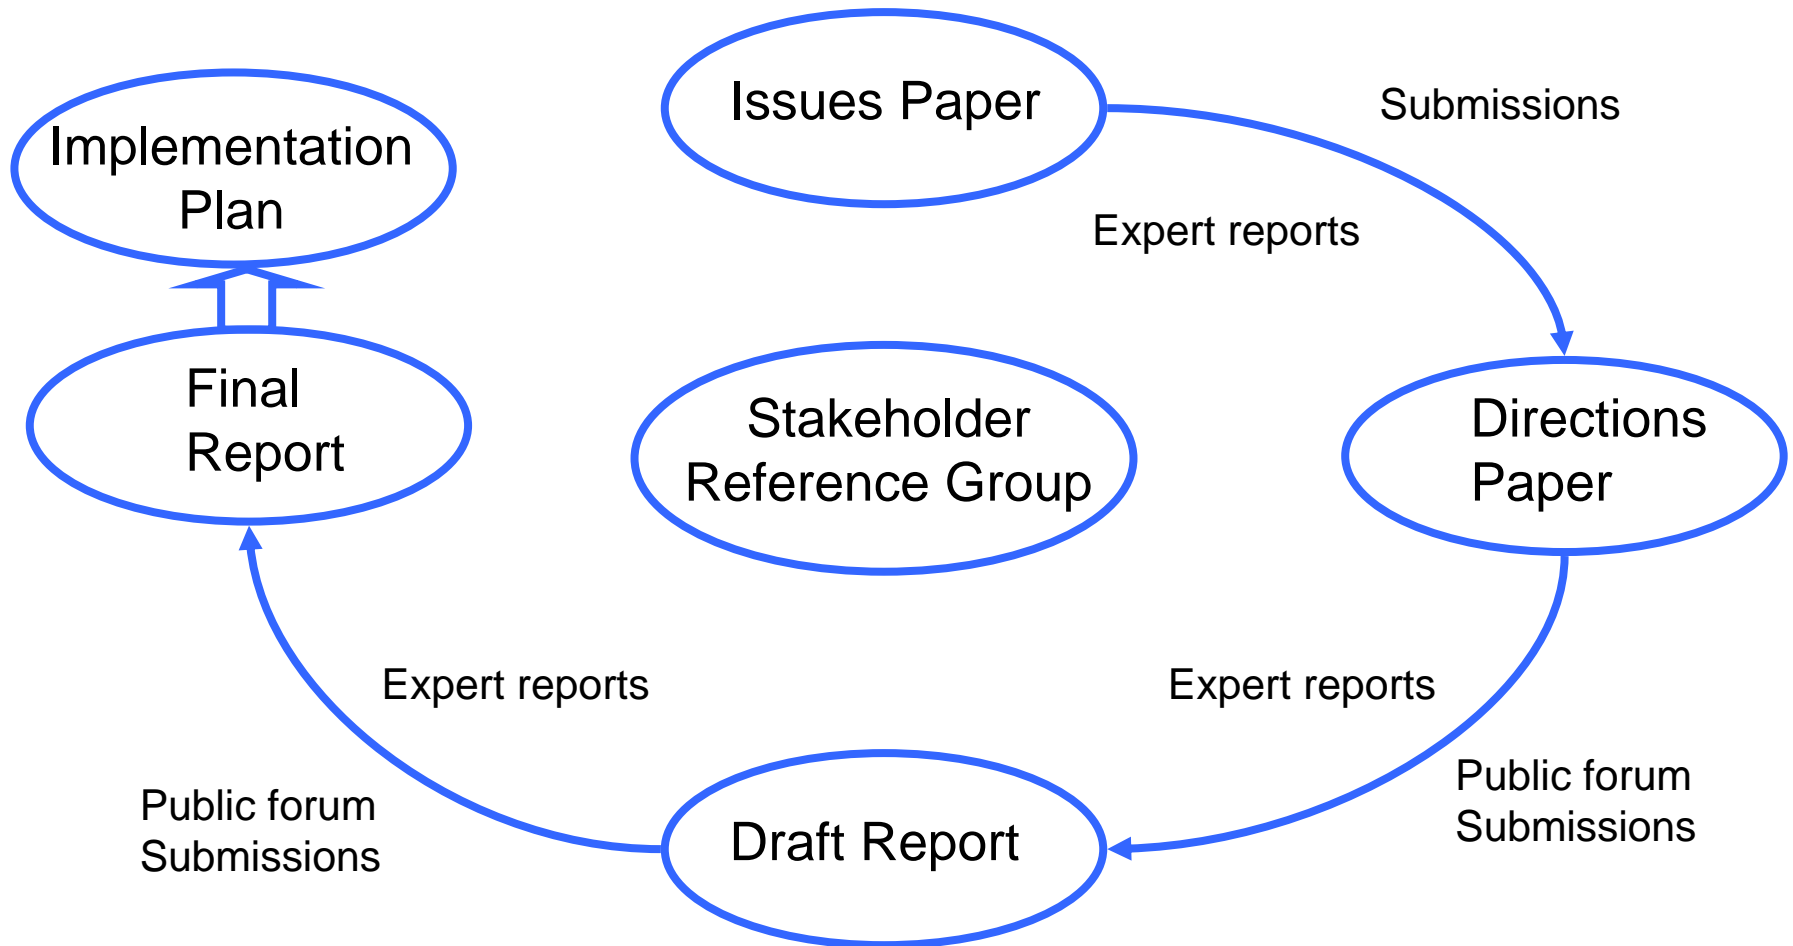 Issues Paper
Submissions
Expert reports
Implementation
Plan
Final
Report
Stakeholder
Reference Group
Directions
Paper
Expert reports
Expert reports
Public forum
Submissions
Public forum
Submissions
Draft Report